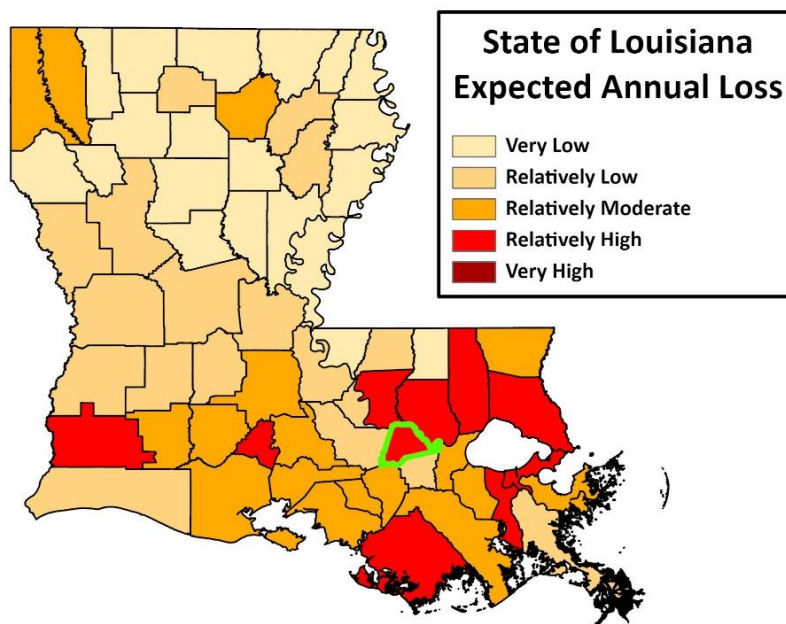 State of Louisiana
Expected Annual Loss
Very Low
Relatively Low
Relatively Moderate
Relatively High
Very High